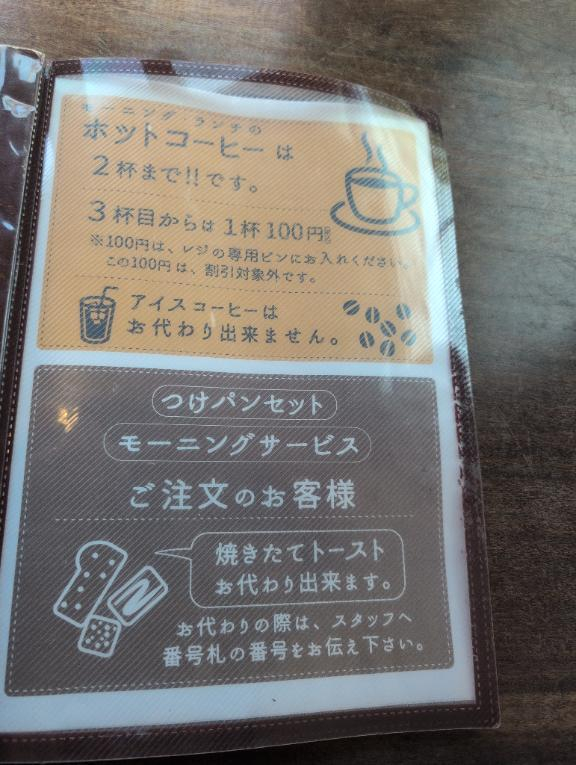 モーニング・ランチの
ホットコーヒーは
2杯まで!!です。
3杯目からは1杯100円
※100円は、レジの専用ビンにお入れください。
この100円は、割引対象外です。
アイスコーヒーは
お代わり出来ません。
つけパンセット
モーニングサービス
ご注文のお客様
焼きたてトースト
お代わり出来ます。
お代わりの際は、スタッフへ
番号札の番号をお伝え下さい。